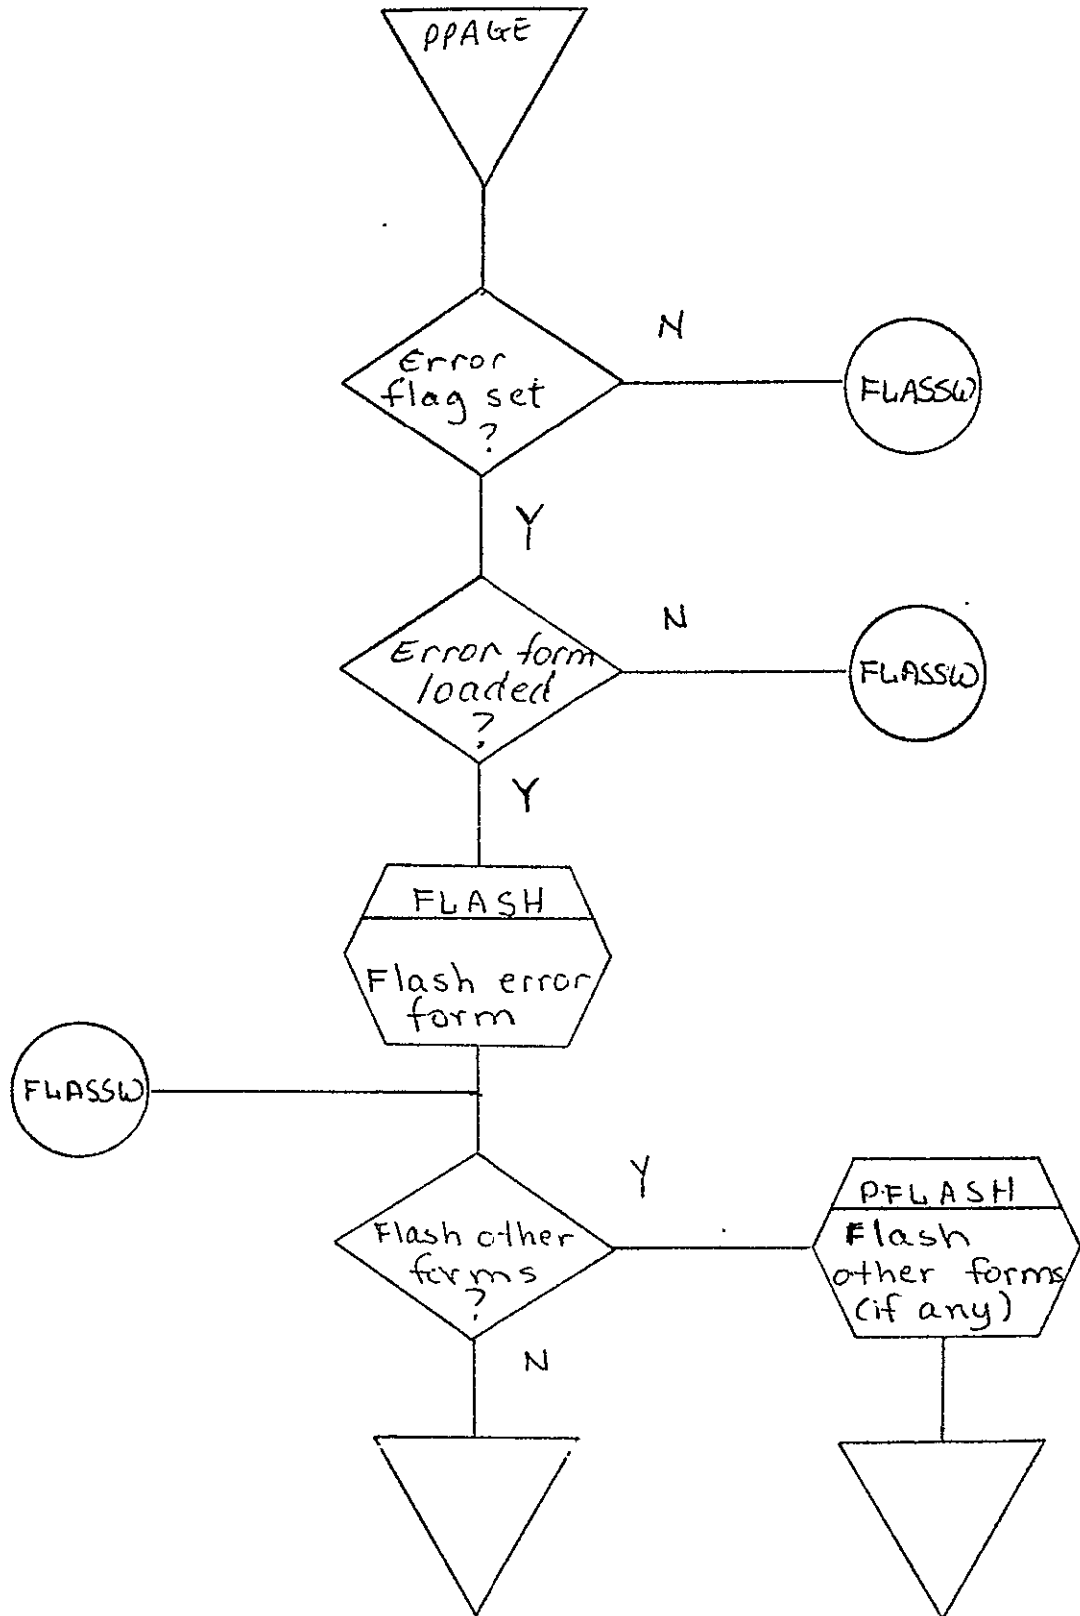 PPAGE
Error
flag set
?
N
FLASSW
Y
Error form
loaded
?
N
FLASSW
Y
FLASH
Flash error
form
FLASSW
Flash other
forms
?
Y
PFLASH
Flash
other forms
(if any)
N